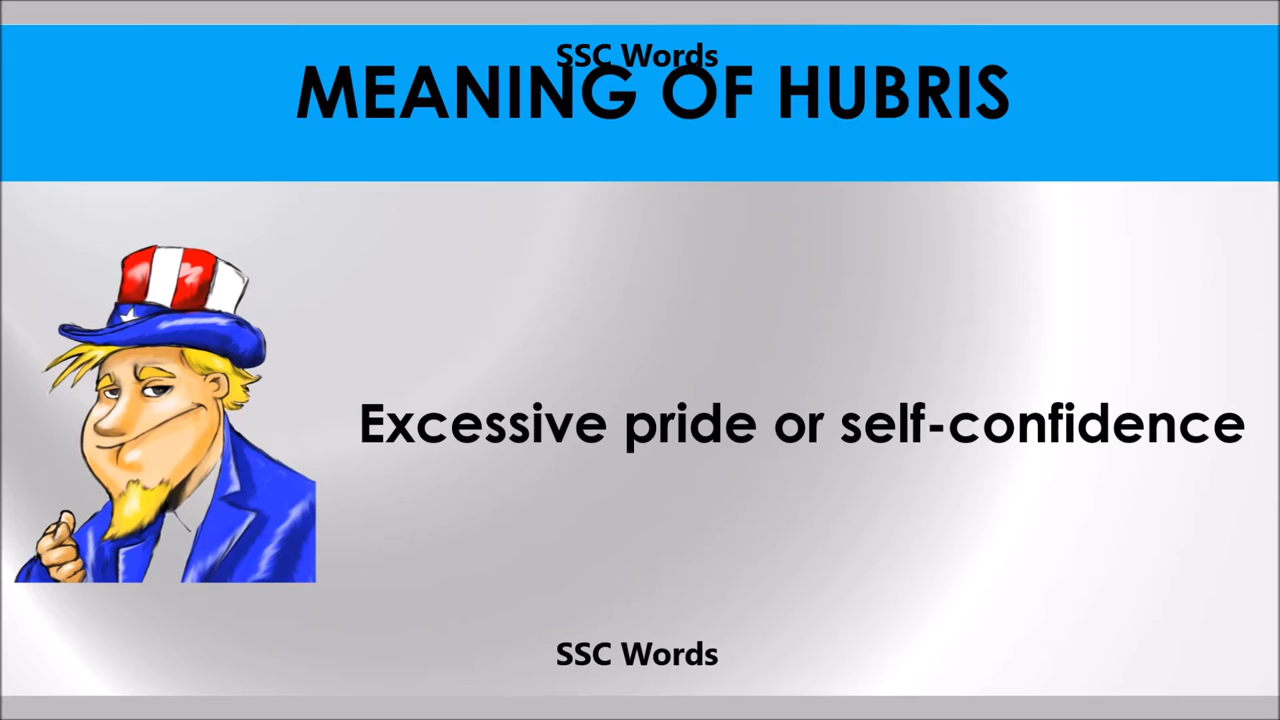 SSC Words
MEANING OF HUBRIS
Excessive pride or self-confidence
SSC Words